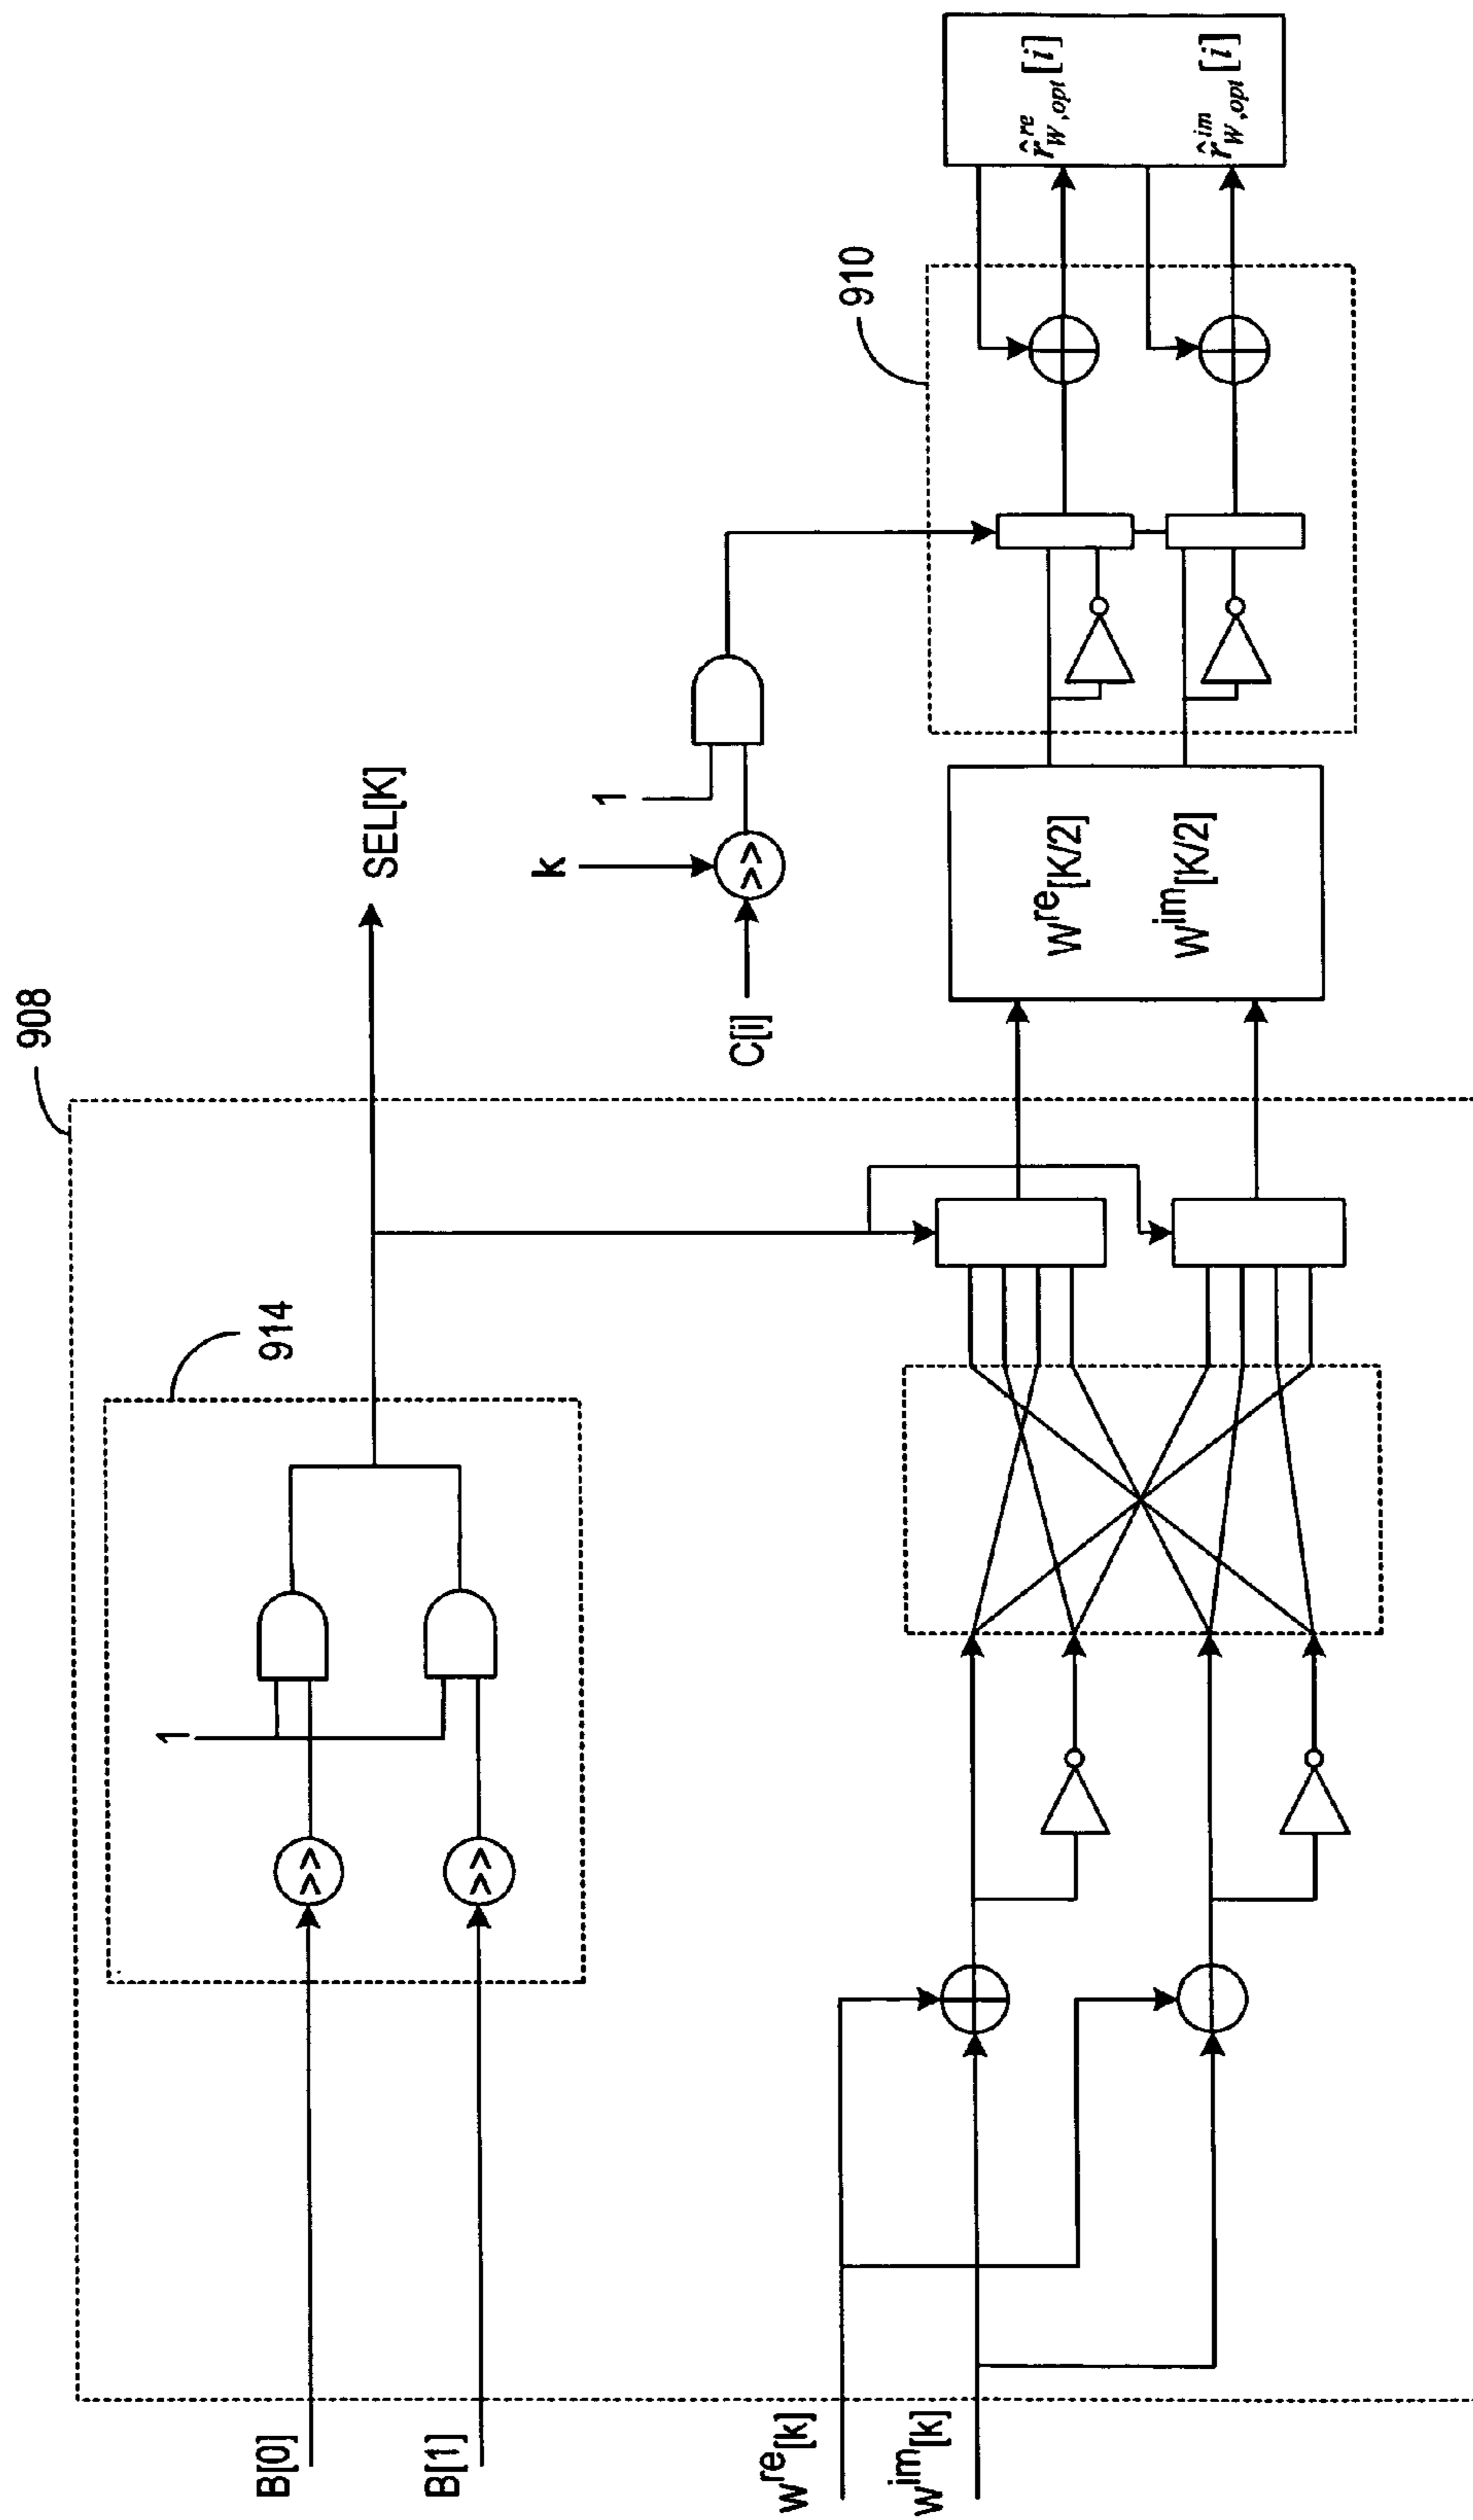 908
914
B[0]
B[1]
1
>>
>>
SEL[K]
K
C[i]
>>
1
910
w^re[k]
w^im[k]
w^re[K/2]
w^im[K/2]
r̂^re_W,opt [i]
r̂^im_W,opt [i]